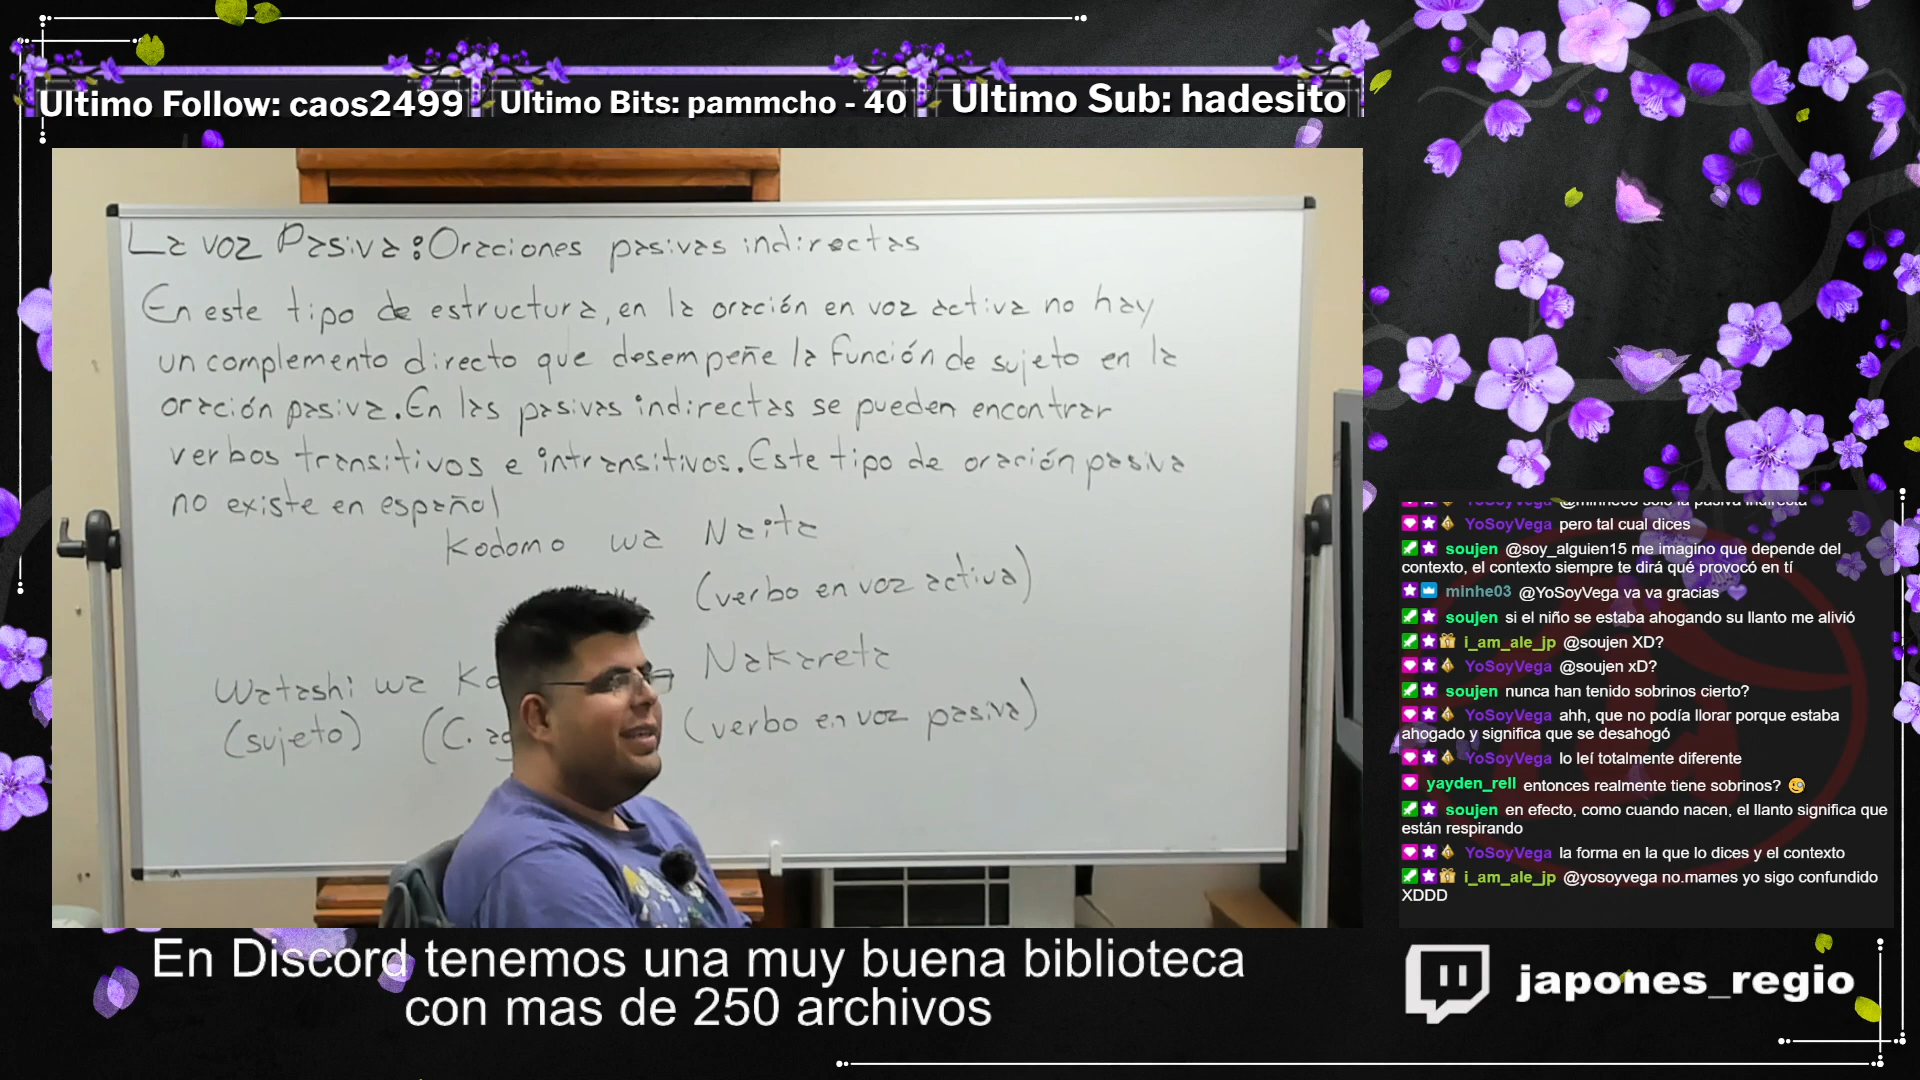 Ultimo Follow: caos2499
Ultimo Bits: pammcho - 40
Ultimo Sub: hadesito
La voz Pasiva: Oraciones pasivas indirectas
En este tipo de estructura, en la oración en voz activa no hay
un complemento directo que desempeñe la función de sujeto en la
oración pasiva. En las pasivas indirectas se pueden encontrar
verbos transitivos e intransitivos. Este tipo de oración pasiva
no existe en español
Kodomo wa Naita
(verbo en voz activa)
Watashi wa Nakareta
(sujeto) (C. (verbo en voz pasiva)
YoSoyVega @minhe03 solo la pasiva indirecta
YoSoyVega pero tal cual dices
soujen @soy_alguien15 me imagino que depende del
contexto, el contexto siempre te dirá qué provocó en tí
minhe03 @YoSoyVega va va gracias
soujen si el niño se estaba ahogando su llanto me alivió
i_am_ale_jp @soujen XD?
YoSoyVega @soujen xD?
soujen nunca han tenido sobrinos cierto?
YoSoyVega ahh, que no podía llorar porque estaba
ahogado y significa que se desahogó
YoSoyVega lo leí totalmente diferente
yayden_rell entonces realmente tiene sobrinos? 🧐
soujen en efecto, como cuando nacen, el llanto significa que
están respirando
YoSoyVega la forma en la que lo dices y el contexto
i_am_ale_jp @yosoyvega no.mames yo sigo confundido
XDDD
En Discord tenemos una muy buena biblioteca
con mas de 250 archivos
japones_regio